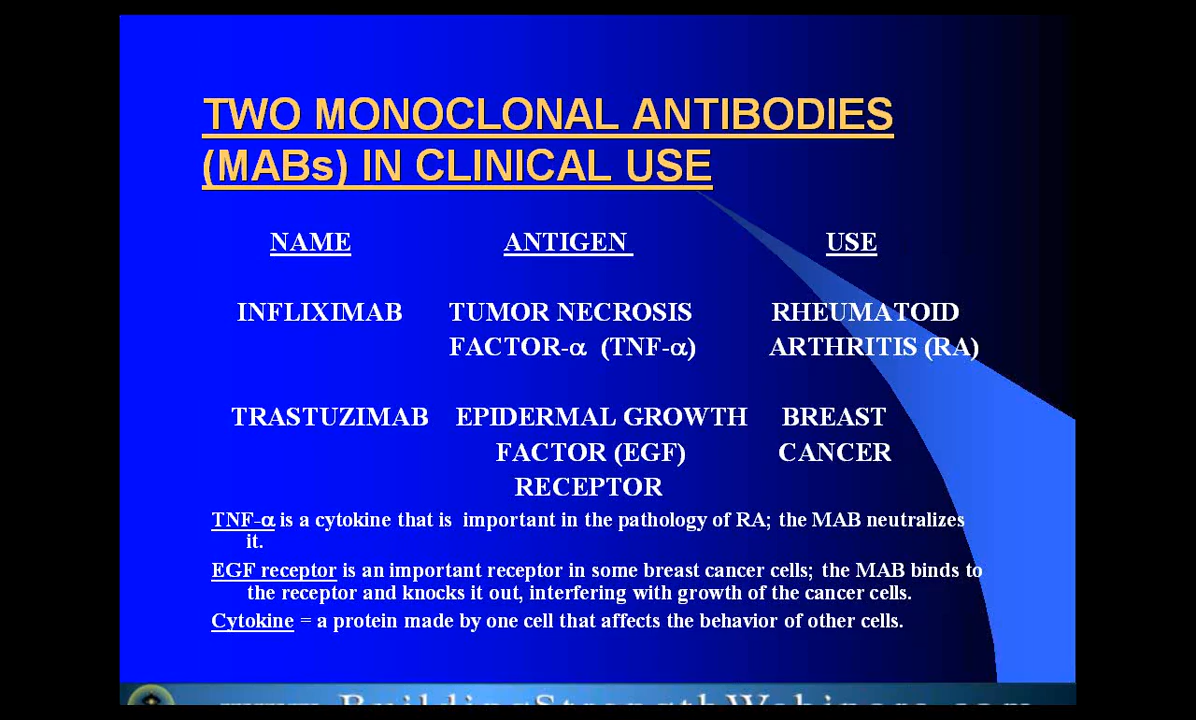 TWO MONOCLONAL ANTIBODIES
(MABs) IN CLINICAL USE
NAME ANTIGEN USE
INFLIXIMAB TUMOR NECROSIS RHEUMATOID
FACTOR-α (TNF-α) ARTHRITIS (RA)
TRASTUZIMAB EPIDERMAL GROWTH BREAST
FACTOR (EGF) CANCER
RECEPTOR
TNF-α is a cytokine that is important in the pathology of RA; the MAB neutralizes
it.
EGF receptor is an important receptor in some breast cancer cells; the MAB binds to
the receptor and knocks it out, interfering with growth of the cancer cells.
Cytokine = a protein made by one cell that affects the behavior of other cells.
www.BuildingStrengthWebinars.com